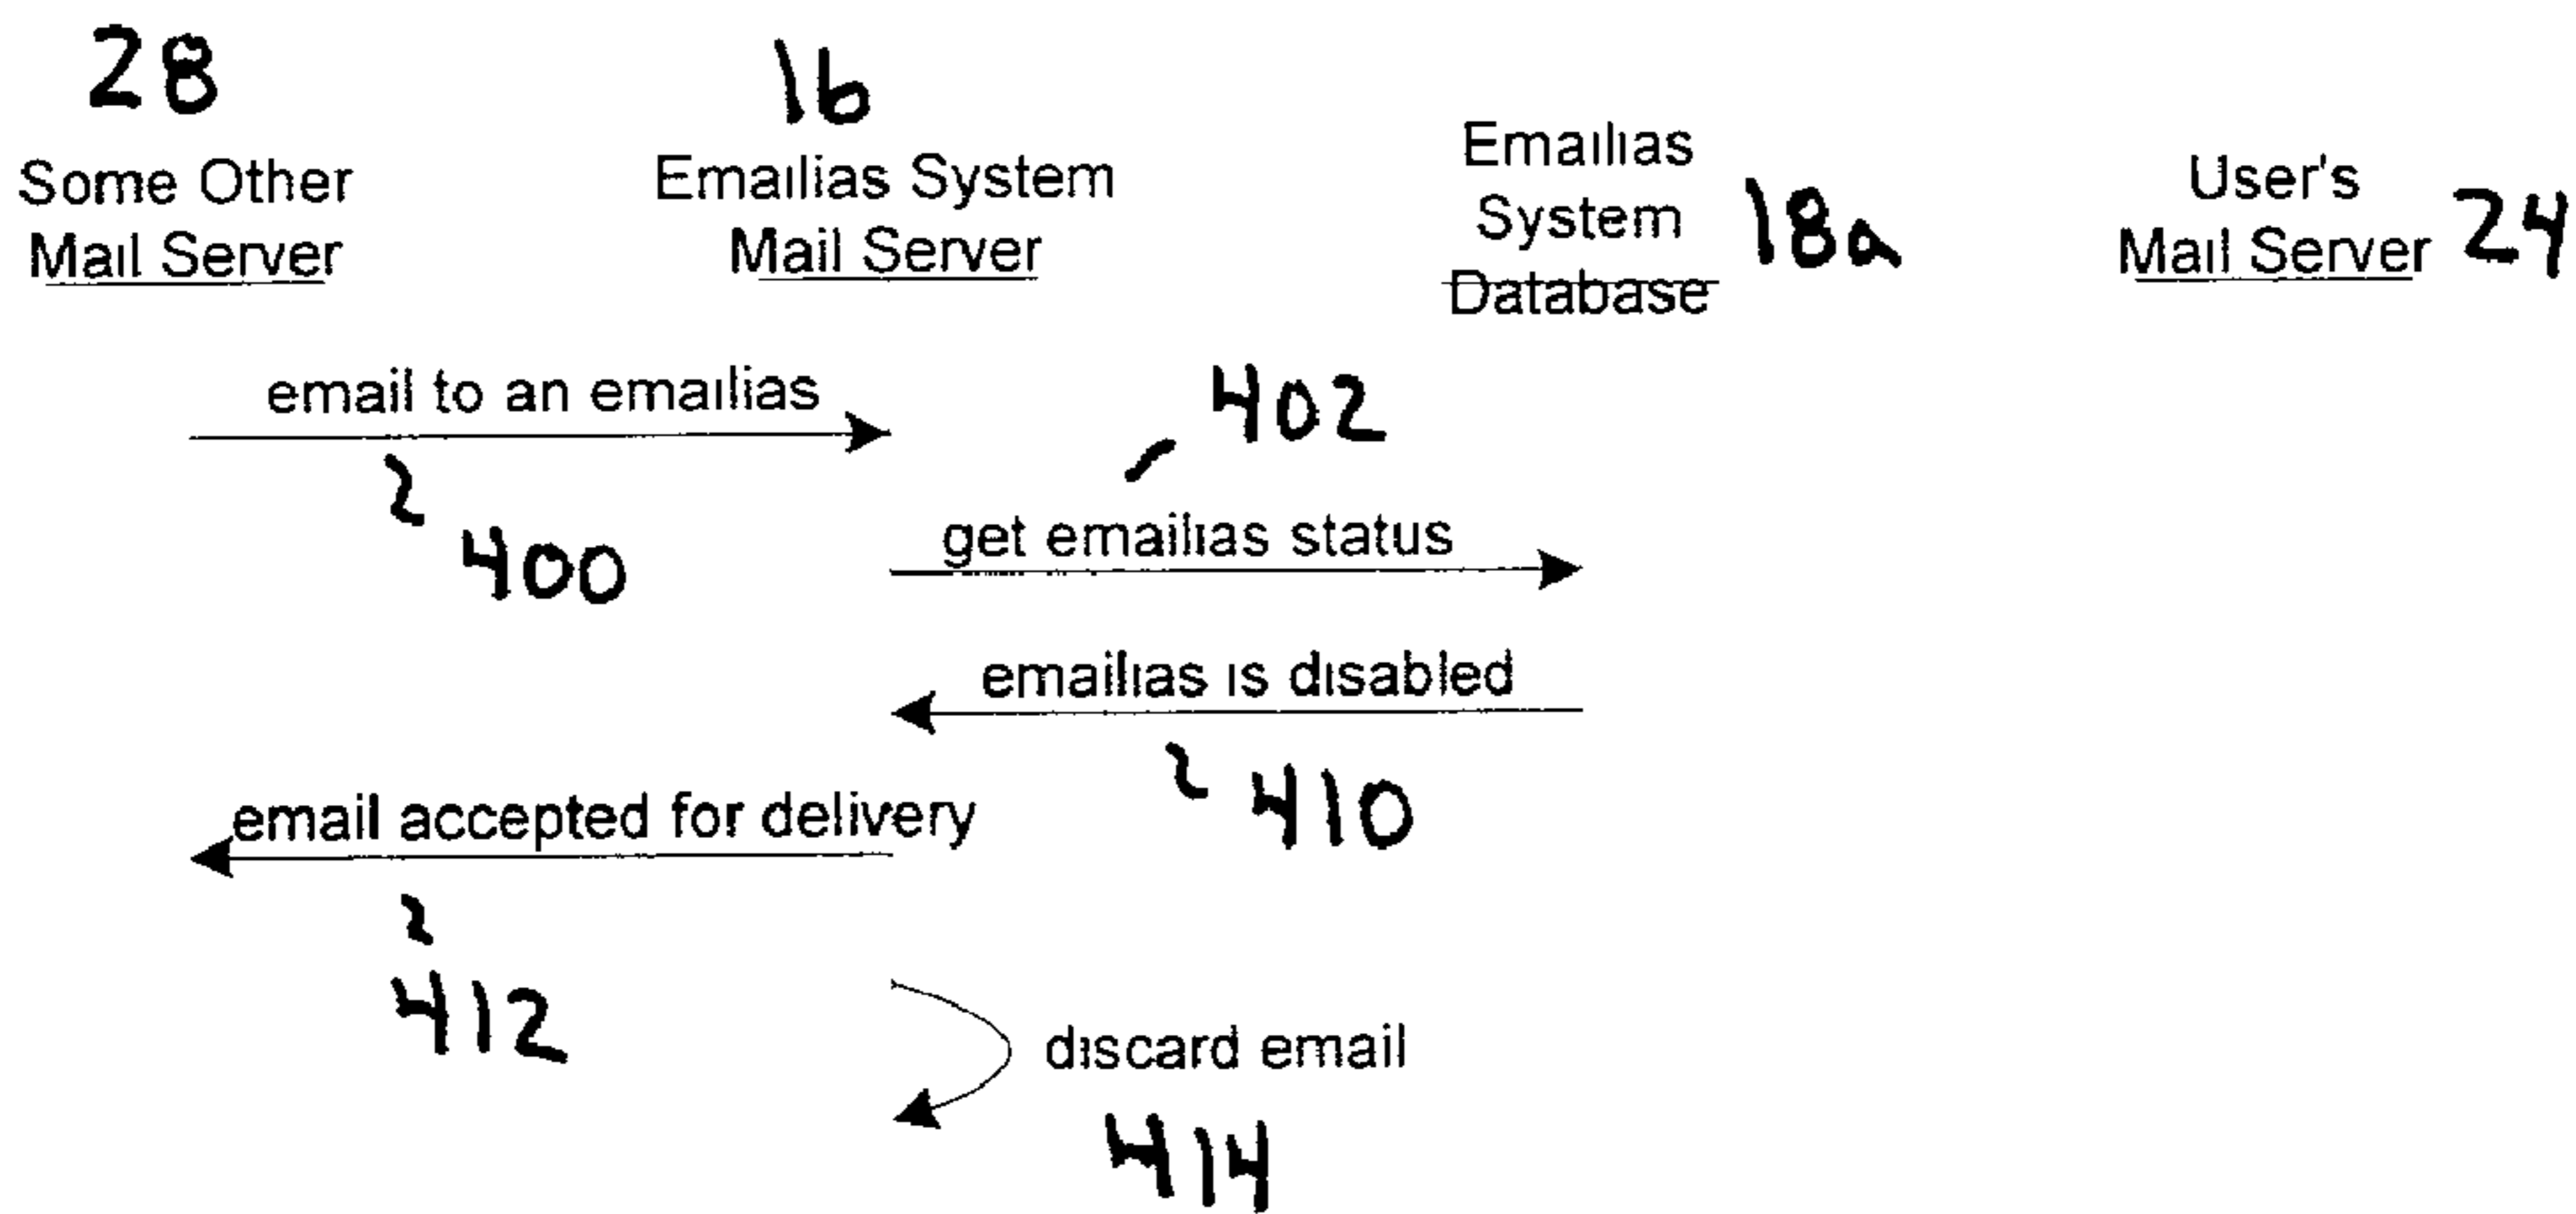 28
Some Other
Mail Server
16
Emailias System
Mail Server
Emailias
System
Database
18a
User's
Mail Server
24
email to an emailias
400
402
get emailias status
emailias is disabled
410
email accepted for delivery
412
discard email
414